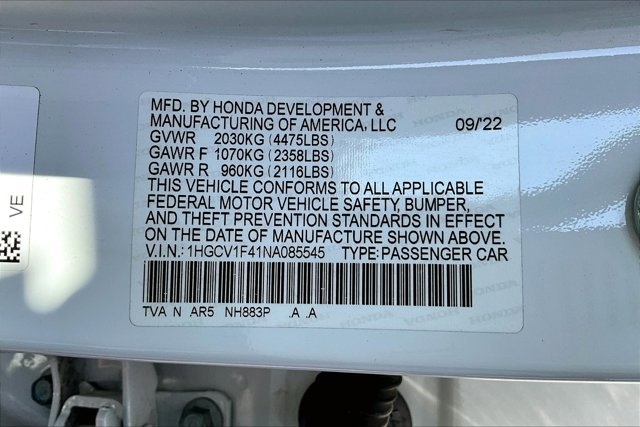 MFD. BY HONDA DEVELOPMENT &
MANUFACTURING OF AMERICA, LLC 09/'22
GVWR 2030KG (4475LBS)
GAWR F 1070KG (2358LBS)
GAWR R 960KG (2116LBS)
THIS VEHICLE CONFORMS TO ALL APPLICABLE
FEDERAL MOTOR VEHICLE SAFETY, BUMPER,
AND THEFT PREVENTION STANDARDS IN EFFECT
ON THE DATE OF MANUFACTURE SHOWN ABOVE.
V.I.N.: 1HGCV1F41NA085545 TYPE: PASSENGER CAR
TVA N AR5 NH883P .A .A
VE